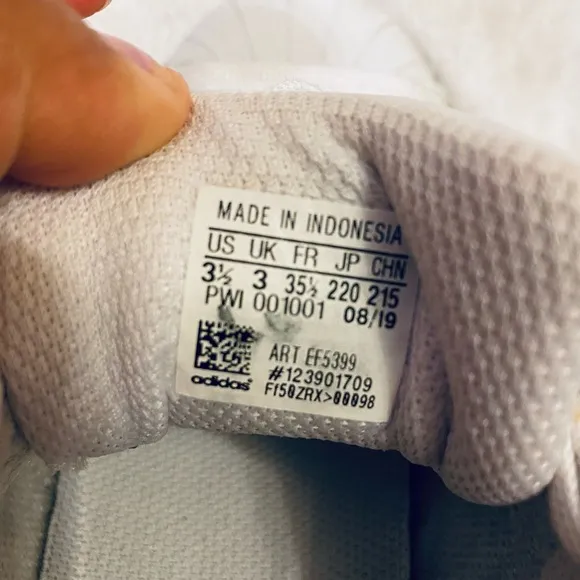 MADE IN INDONESIA
US UK FR JP CHN
3½ 3 35½ 220 215
PWI 001001 08/19
ART EF5399
#123901709
adidas F150ZRX>00098